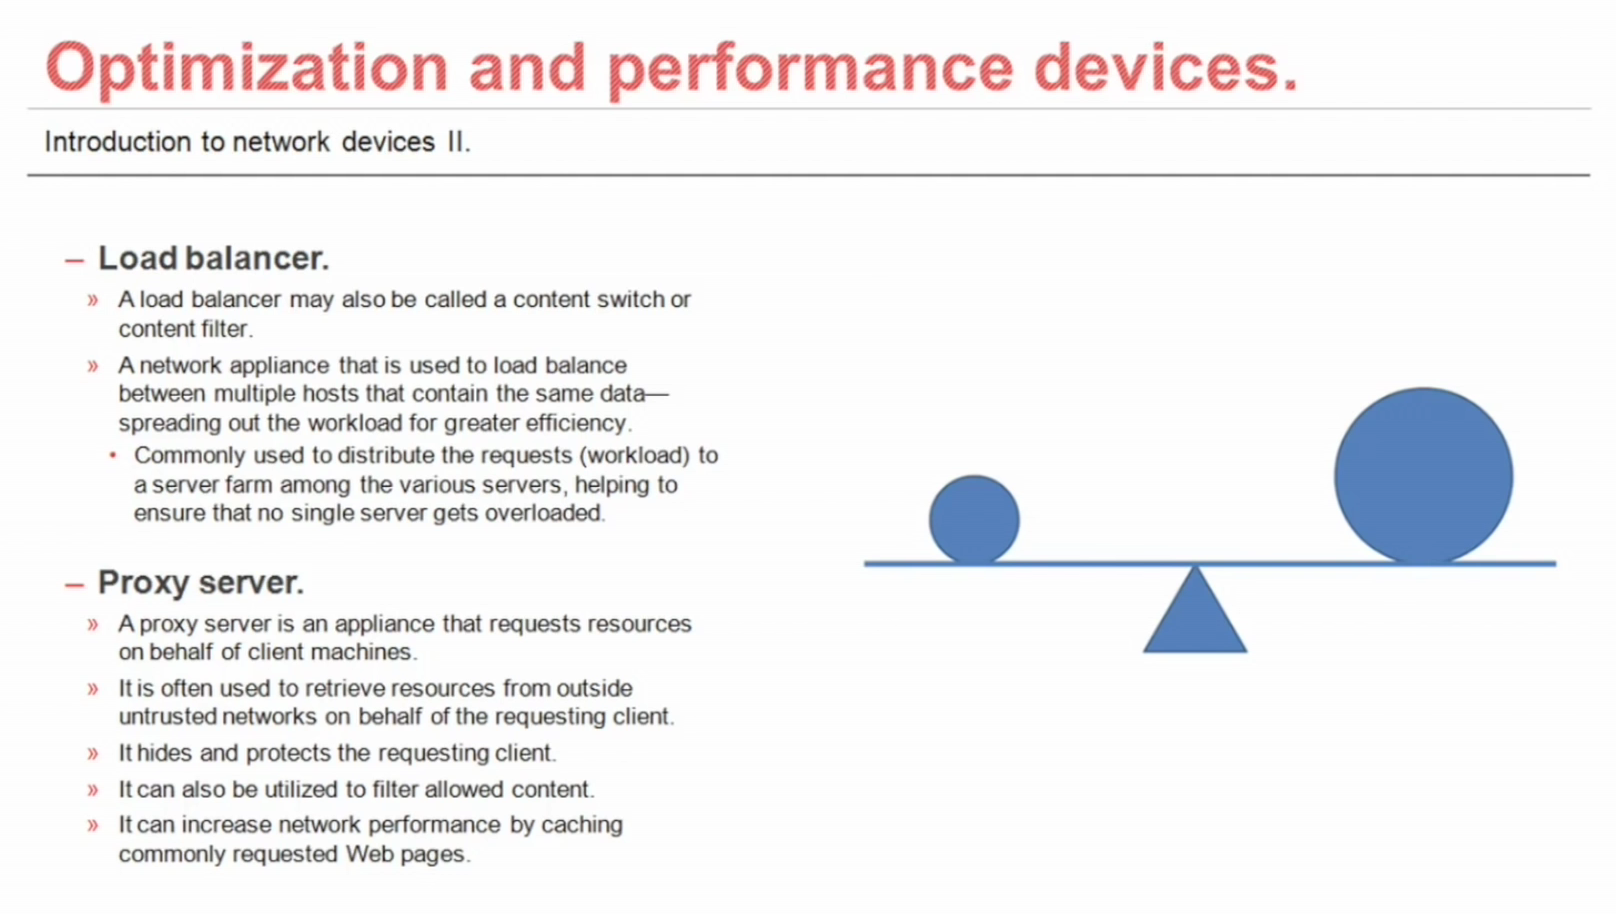 Optimization and performance devices.
Introduction to network devices II.
– Load balancer.
» A load balancer may also be called a content switch or
content filter.
» A network appliance that is used to load balance
between multiple hosts that contain the same data—
spreading out the workload for greater efficiency.
• Commonly used to distribute the requests (workload) to
a server farm among the various servers, helping to
ensure that no single server gets overloaded.
– Proxy server.
» A proxy server is an appliance that requests resources
on behalf of client machines.
» It is often used to retrieve resources from outside
untrusted networks on behalf of the requesting client.
» It hides and protects the requesting client.
» It can also be utilized to filter allowed content.
» It can increase network performance by caching
commonly requested Web pages.